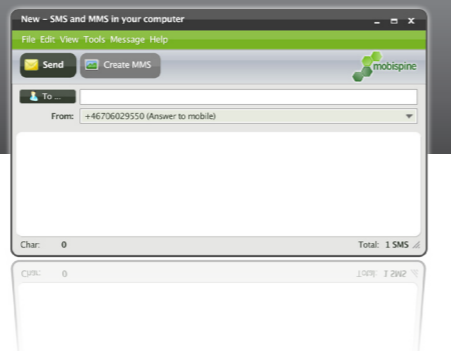 New – SMS and MMS in your computer
File Edit View Tools Message Help
Send Create MMS mobispine
To ...
From: +46706029550 (Answer to mobile)
Char: 0 Total: 1 SMS